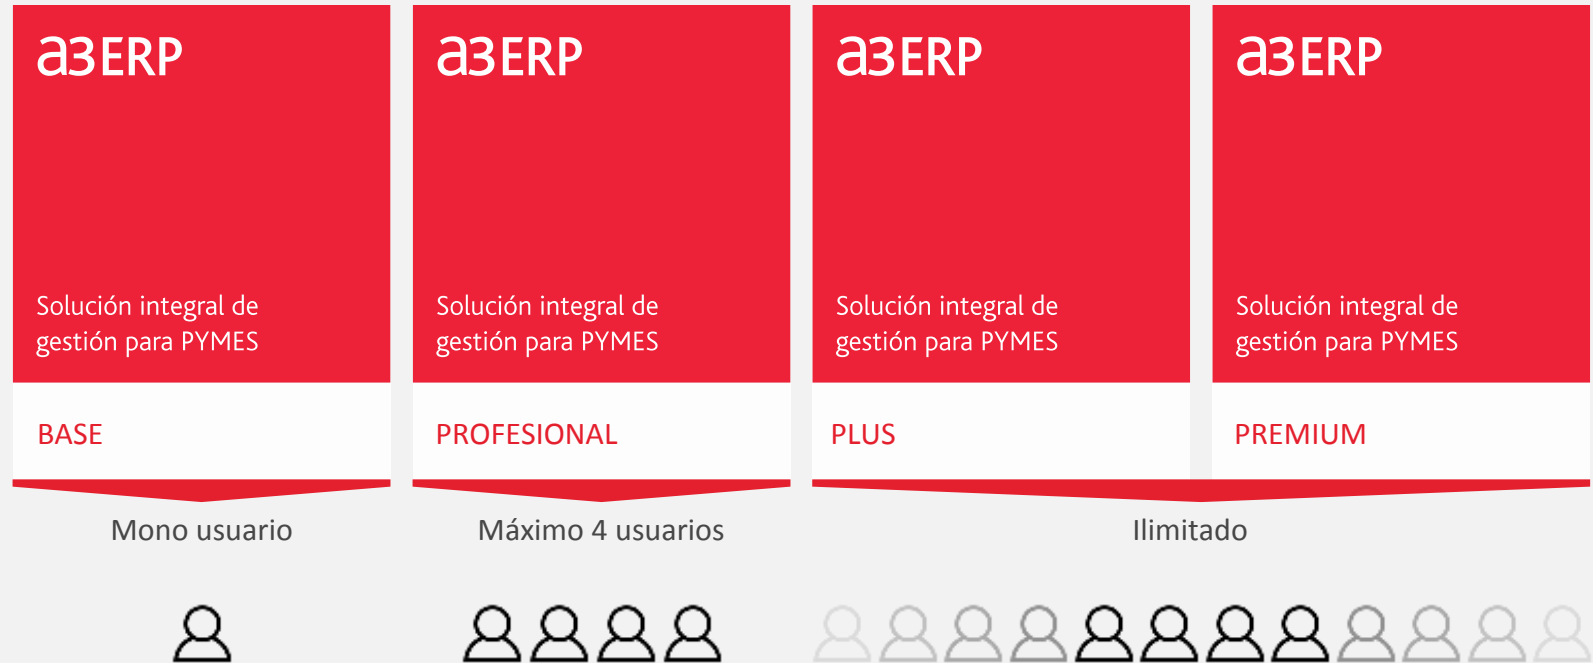 a3ERP
Solución integral de
gestión para PYMES
BASE
Mono usuario
a3ERP
Solución integral de
gestión para PYMES
PROFESIONAL
Máximo 4 usuarios
a3ERP
Solución integral de
gestión para PYMES
PLUS
a3ERP
Solución integral de
gestión para PYMES
PREMIUM
Ilimitado